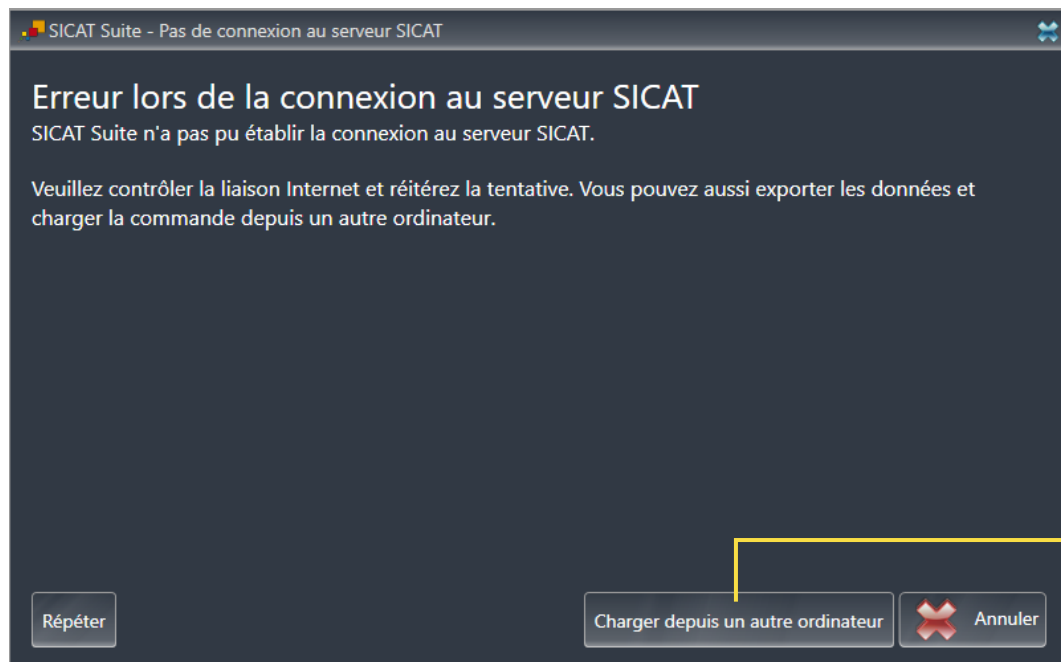 SICAT Suite - Pas de connexion au serveur SICAT
Erreur lors de la connexion au serveur SICAT
SICAT Suite n'a pas pu établir la connexion au serveur SICAT.
Veuillez contrôler la liaison Internet et réitérez la tentative. Vous pouvez aussi exporter les données et
charger la commande depuis un autre ordinateur.
Répéter
Charger depuis un autre ordinateur
Annuler